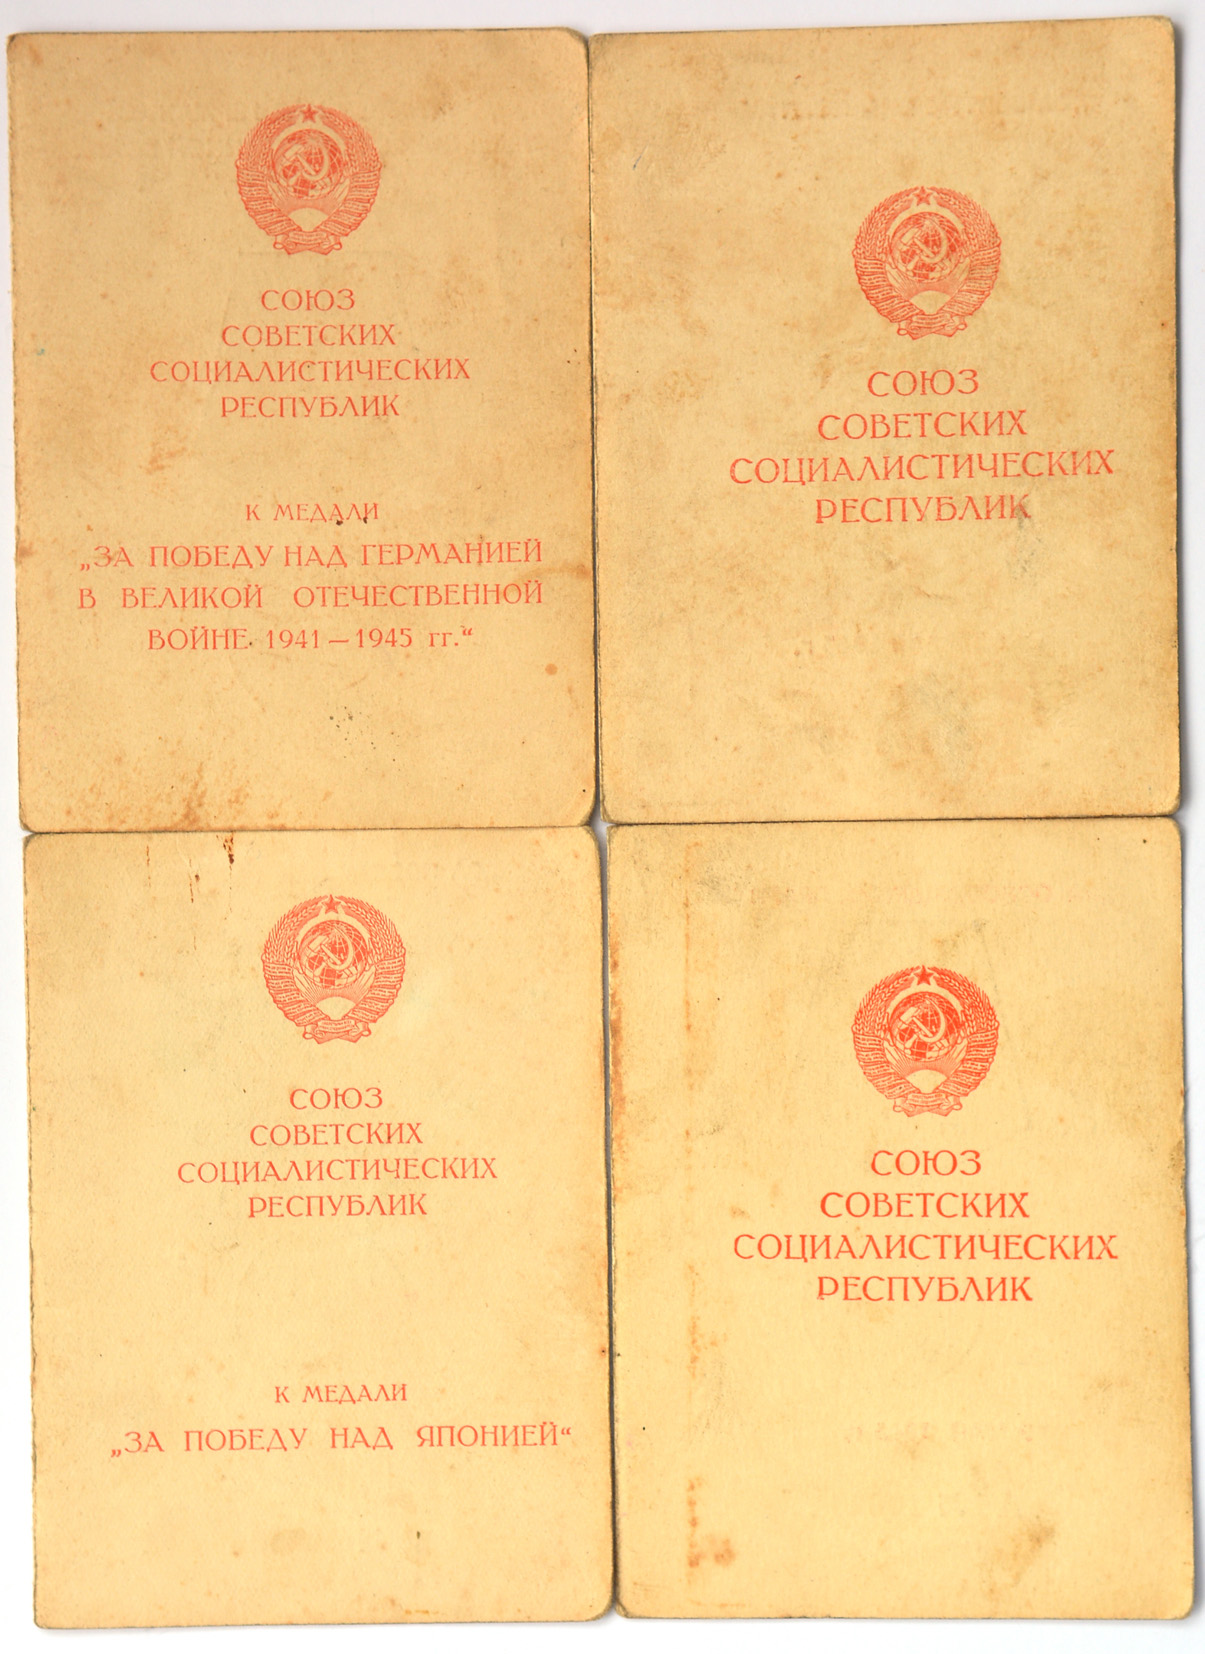 СОЮЗ
СОВЕТСКИХ
СОЦИАЛИСТИЧЕСКИХ
РЕСПУБЛИК
К МЕДАЛИ
„ЗА ПОБЕДУ НАД ГЕРМАНИЕЙ
В ВЕЛИКОЙ ОТЕЧЕСТВЕННОЙ
ВОЙНЕ 1941—1945 гг.“
СОЮЗ
СОВЕТСКИХ
СОЦИАЛИСТИЧЕСКИХ
РЕСПУБЛИК
СОЮЗ
СОВЕТСКИХ
СОЦИАЛИСТИЧЕСКИХ
РЕСПУБЛИК
К МЕДАЛИ
„ЗА ПОБЕДУ НАД ЯПОНИЕЙ“
СОЮЗ
СОВЕТСКИХ
СОЦИАЛИСТИЧЕСКИХ
РЕСПУБЛИК